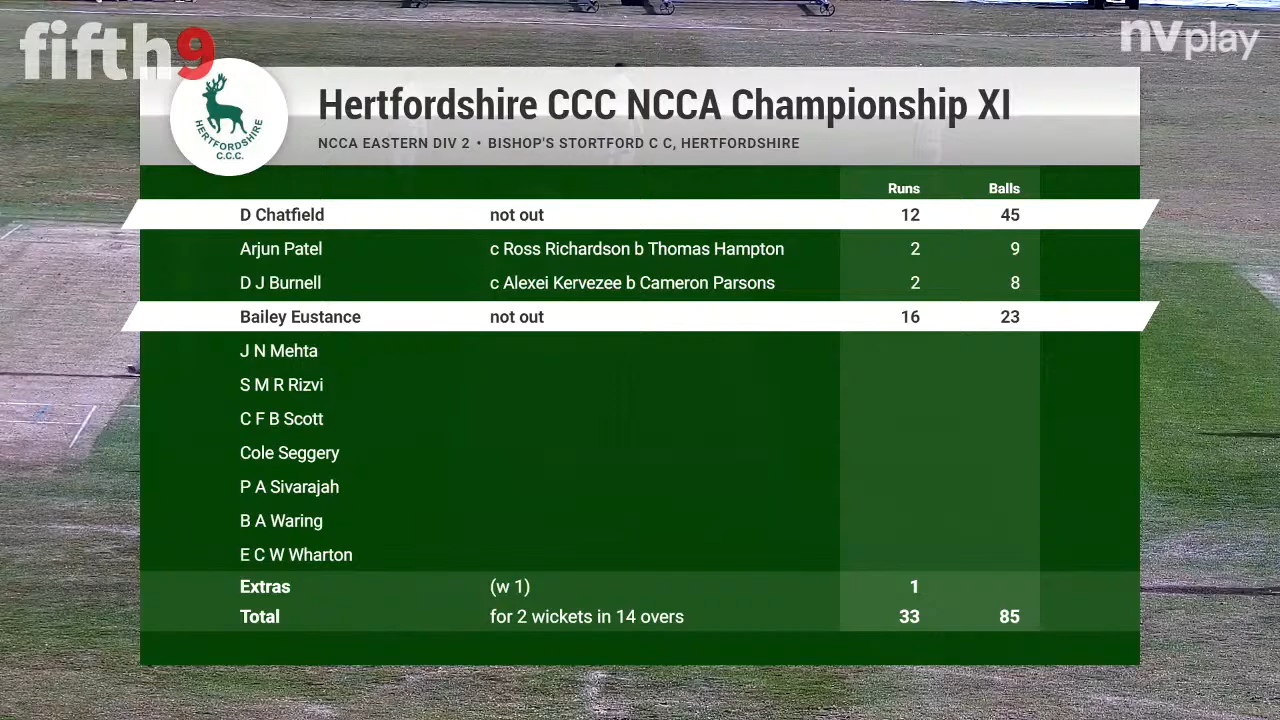 fifth9
nvplay
HERTFORDSHIRE
C.C.C.
Hertfordshire CCC NCCA Championship XI
NCCA EASTERN DIV 2 • BISHOP'S STORTFORD C C, HERTFORDSHIRE
Runs Balls
D Chatfield not out 12 45
Arjun Patel c Ross Richardson b Thomas Hampton 2 9
D J Burnell c Alexei Kervezee b Cameron Parsons 2 8
Bailey Eustance not out 16 23
J N Mehta
S M R Rizvi
C F B Scott
Cole Seggery
P A Sivarajah
B A Waring
E C W Wharton
Extras (w 1) 1
Total for 2 wickets in 14 overs 33 85